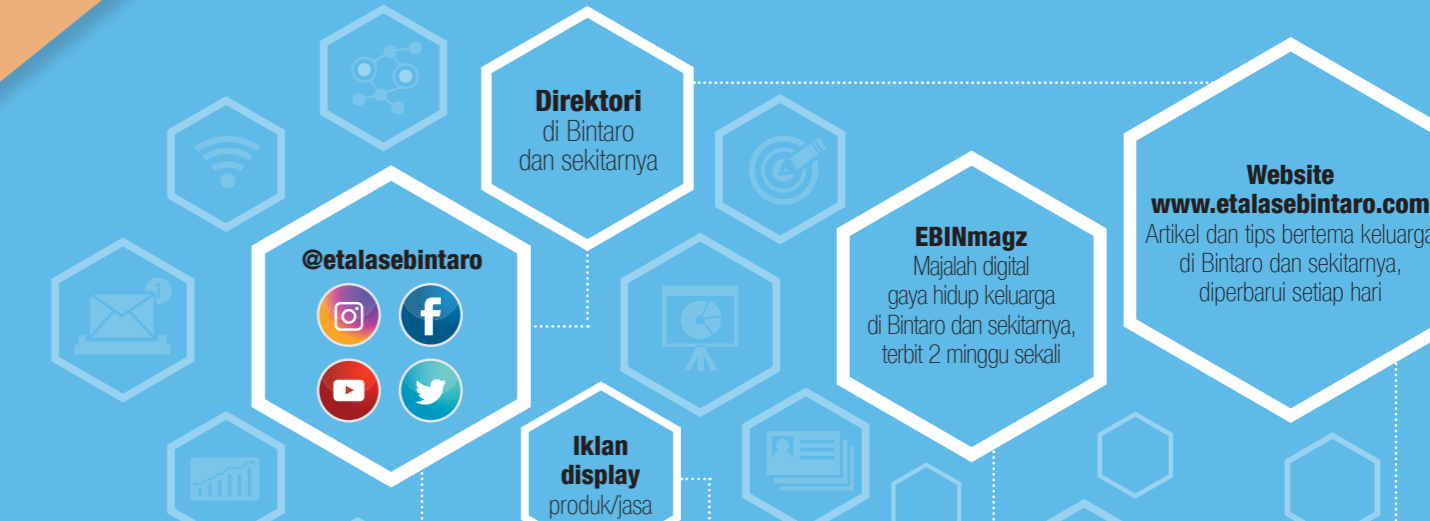 Direktori
di Bintaro
dan sekitarnya
@etalasebintaro
1
EBINmagz
Majalah digital
gaya hidup keluarga
di Bintaro dan sekitarnya,
terbit 2 minggu sekali
Website
www.etalasebintaro.com
Artikel dan tips bertema keluarga
di Bintaro dan sekitarnya,
diperbarui setiap hari
Iklan
display
produk/jasa